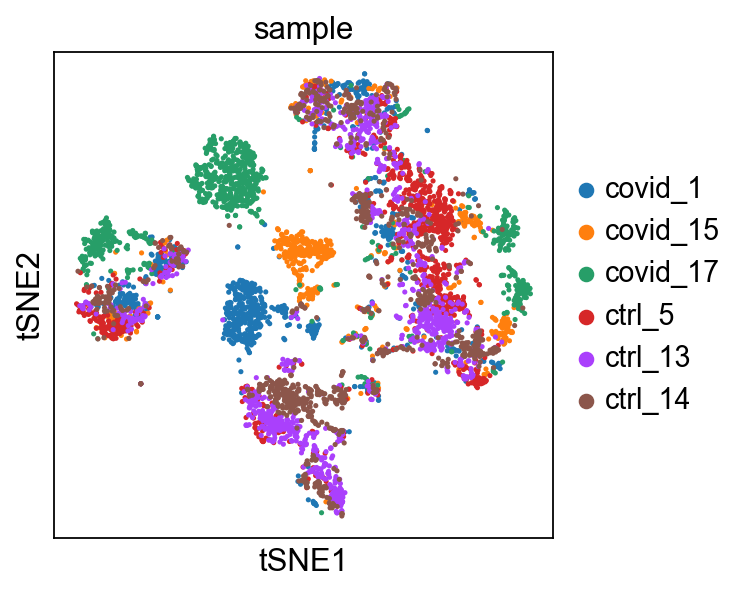 sample
tSNE2
tSNE1
covid_1
covid_15
covid_17
ctrl_5
ctrl_13
ctrl_14